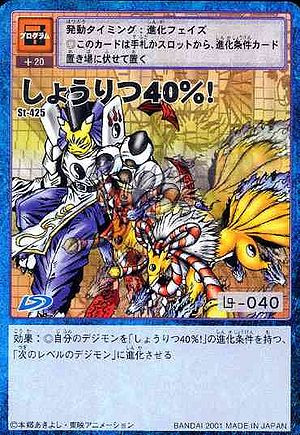 プログラム
+20
発動タイミング：進化フェイズ
◎このカードは手札かスロットから、進化条件カード
置き場に伏せて置く
しょうりつ40%!
St-425
-040
効果：◎自分のデジモンを「しょうりつ40%!」の進化条件を持つ、
「次のレベルのデジモン」に進化させる
©本郷あきよし・東映アニメーション
BANDAI 2001 MADE IN JAPAN